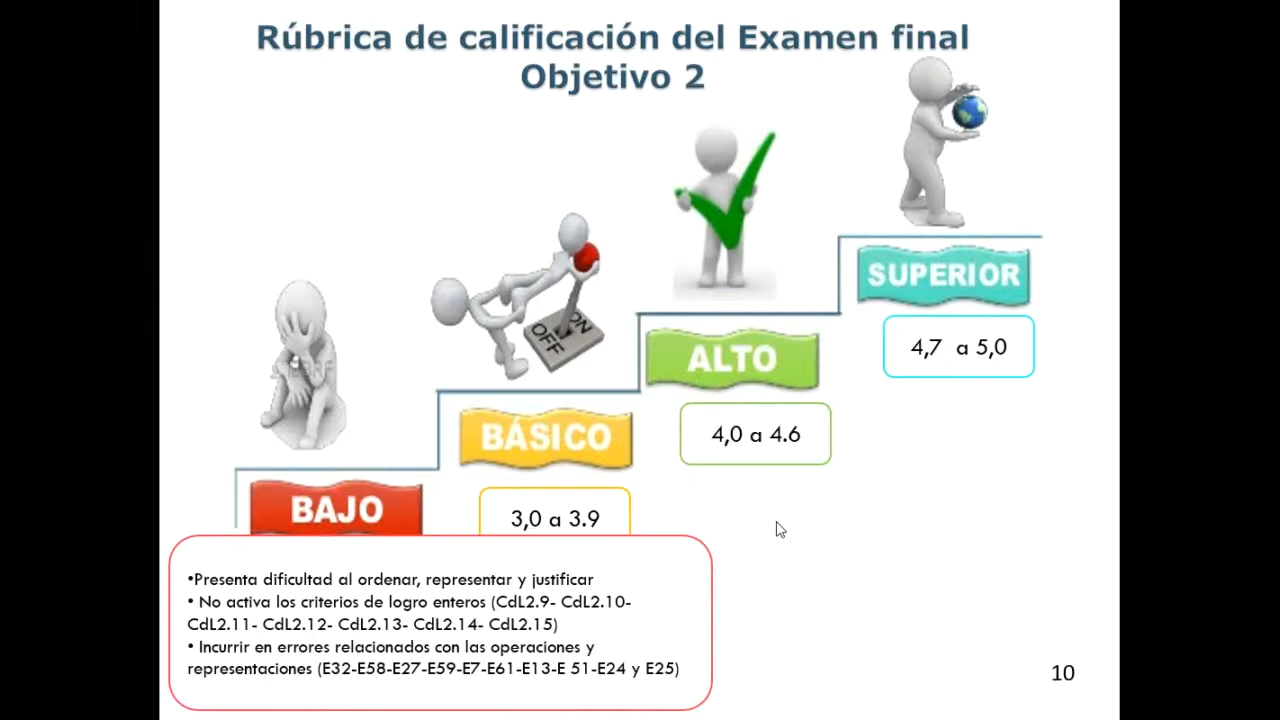 Rúbrica de calificación del Examen final
Objetivo 2
SUPERIOR
4,7 a 5,0
ALTO
4,0 a 4.6
BÁSICO
3,0 a 3.9
BAJO
ON
OFF
•Presenta dificultad al ordenar, representar y justificar
• No activa los criterios de logro enteros (CdL2.9- CdL2.10-
CdL2.11- CdL2.12- CdL2.13- CdL2.14- CdL2.15)
• Incurrir en errores relacionados con las operaciones y
representaciones (E32-E58-E27-E59-E7-E61-E13-E 51-E24 y E25)
10